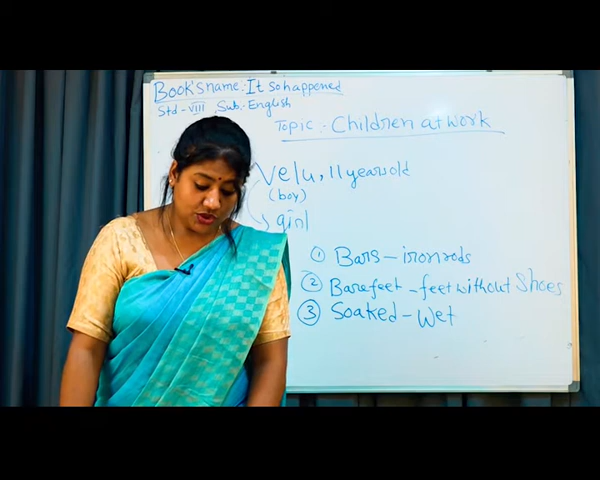 Book's name:- It so happened
Std - VIII, Sub:- English
Topic:- Children at work
Velu, 11 years old
(boy)
girl
① Bars - iron rods
② Barefeet - feet without Shoes
③ Soaked - Wet